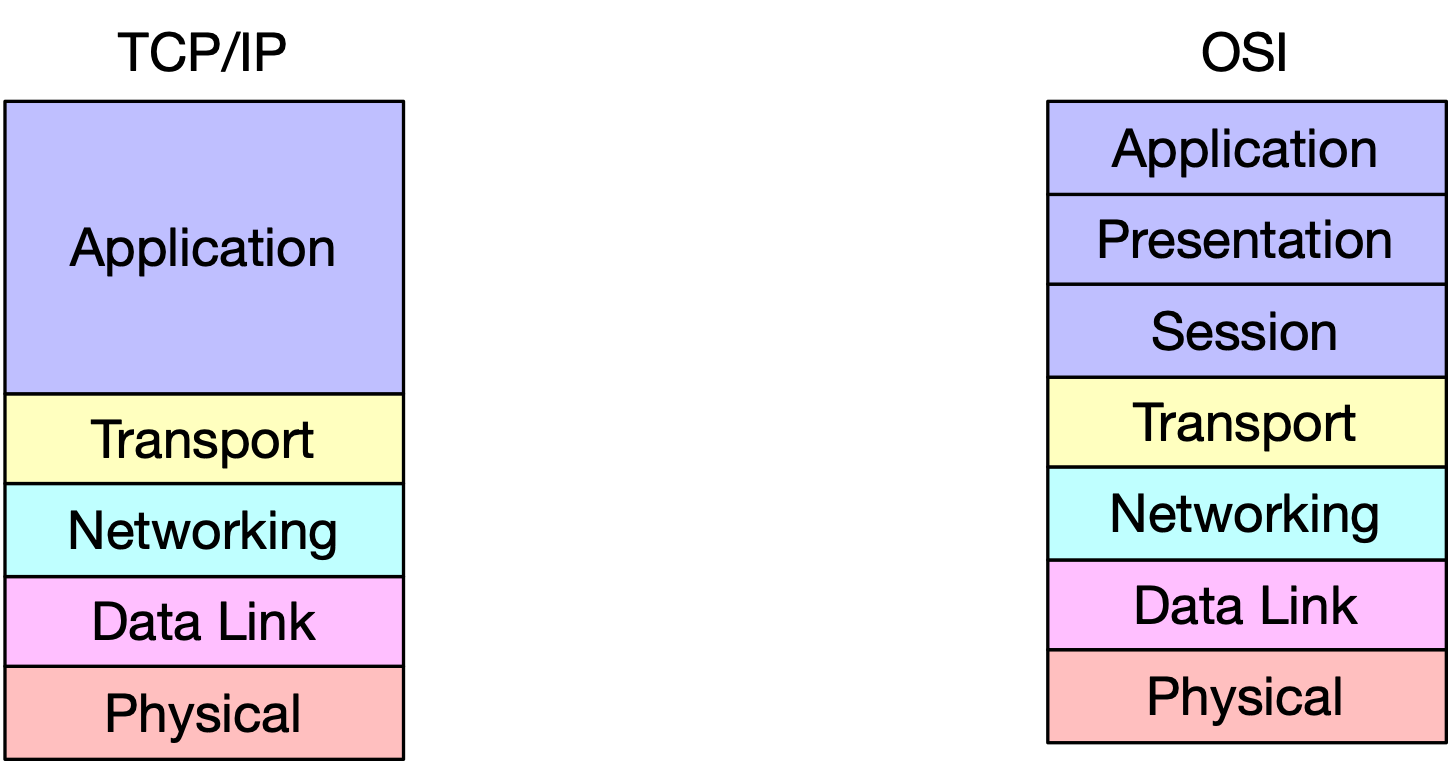 TCP/IP
Application
Transport
Networking
Data Link
Physical
OSI
Application
Presentation
Session
Transport
Networking
Data Link
Physical